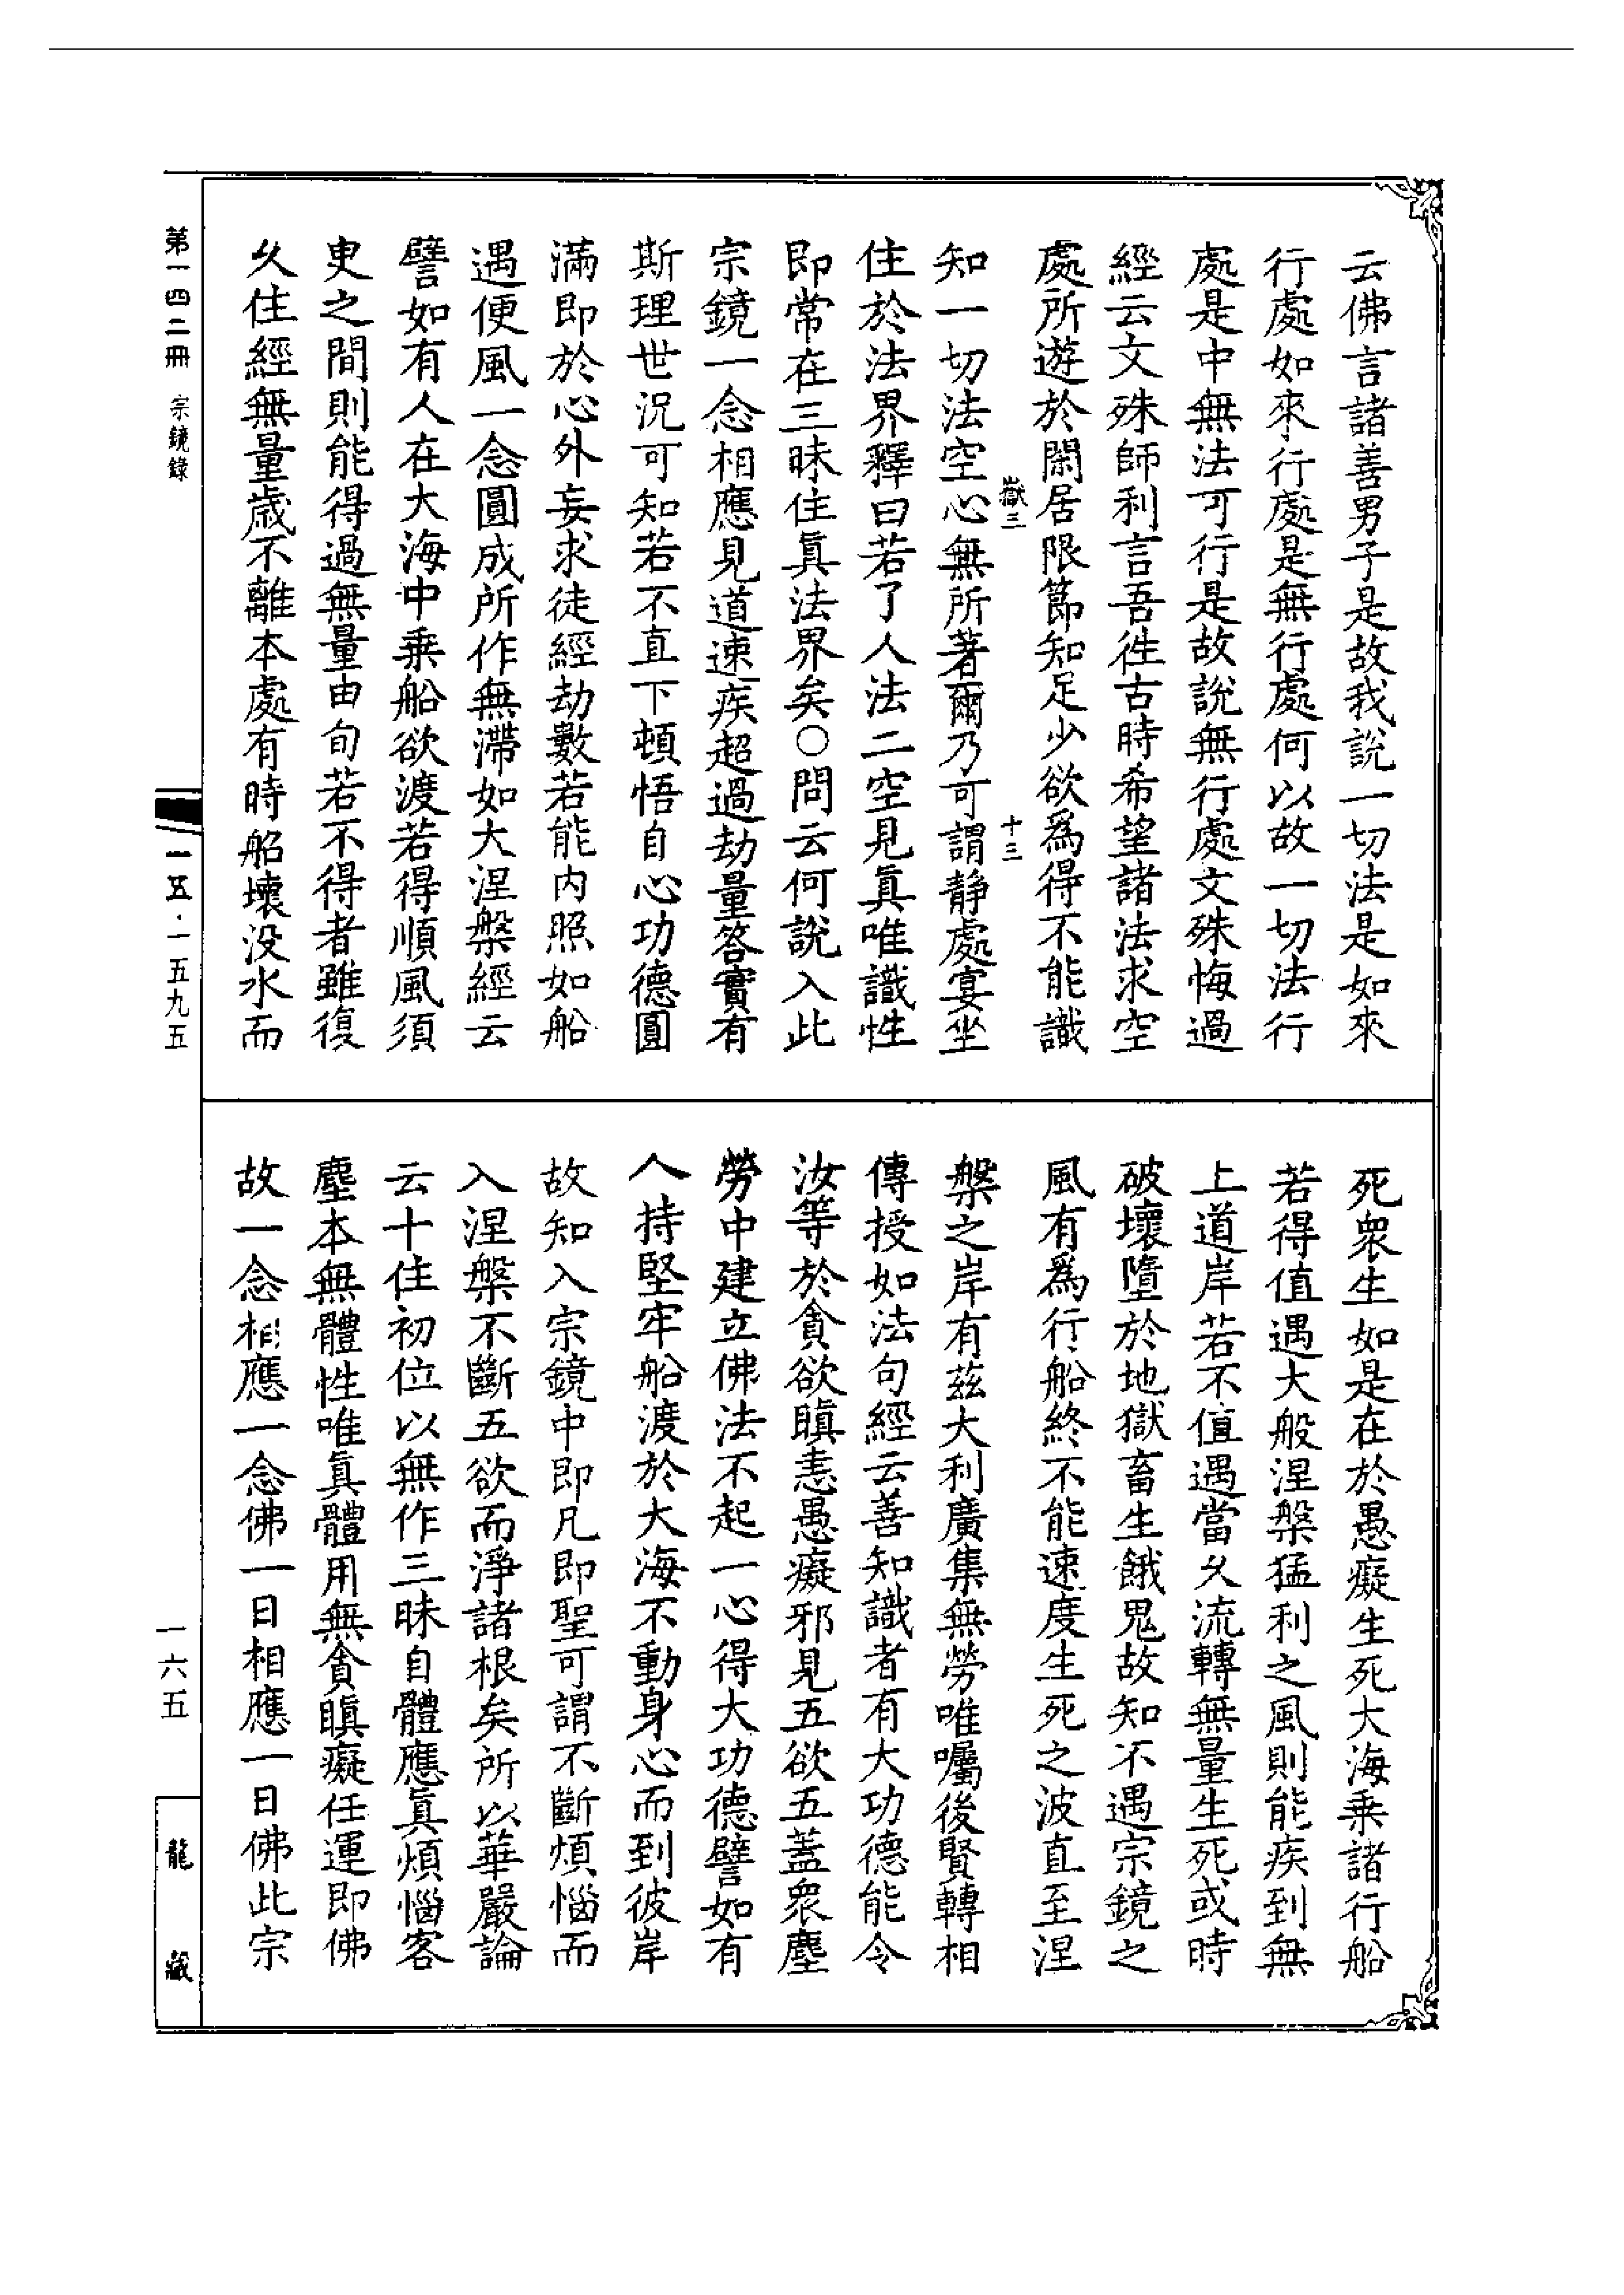 云佛言諸善男子是故我說一切法是如來
行處如來行處是無行處何以故一切法行
處是中無法可行是故說無行處文殊悔過
經云文殊師利言吾徃古時希望諸法求空
處所遊於閑居限節知足少欲爲得不能識
嶽三 十三
知一切法空心無所著爾乃可謂靜處宴坐
住於法界釋曰若了人法二空見眞唯識性
即常在三昧住眞法界矣○問云何說入此
宗鏡一念相應見道速疾超過劫量答實有
斯理世況可知若不直下頓悟自心功德圓
滿即於心外妄求徒經劫數若能內照如船
遇便風一念圓成所作無滯如大涅槃經云
譬如有人在大海中乗船欲渡若得順風須
㬰之間則能得過無量由旬若不得者雖復
久住經無量歲不離本處有時船壞没水而
死衆生如是在於愚癡生死大海乗諸行船
若得值遇大般涅槃猛利之風則能疾到無
上道岸若不值遇當久流轉無量生死或時
破壞墮於地獄畜生餓鬼故知不遇宗鏡之
風有爲行船終不能速度生死之波直至涅
槃之岸有茲大利廣集無勞唯囑後賢轉相
傳授如法句經云善知識者有大功德能令
汝等於貪欲瞋恚愚癡邪見五欲五蓋衆塵
勞中建立佛法不起一心得大功德譬如有
人持堅牢船渡於大海不動身心而到彼岸
故知入宗鏡中即凡即聖可謂不斷煩惱而
入涅槃不斷五欲而淨諸根矣所以華嚴論
云十住初位以無作三昧自體應眞煩惱客
塵本無體性唯眞體用無貪瞋癡任運即佛
故一念相應一念佛一日相應一日佛此宗
第一四二冊 宗鏡錄
一五·一五九五
一六五
龍藏